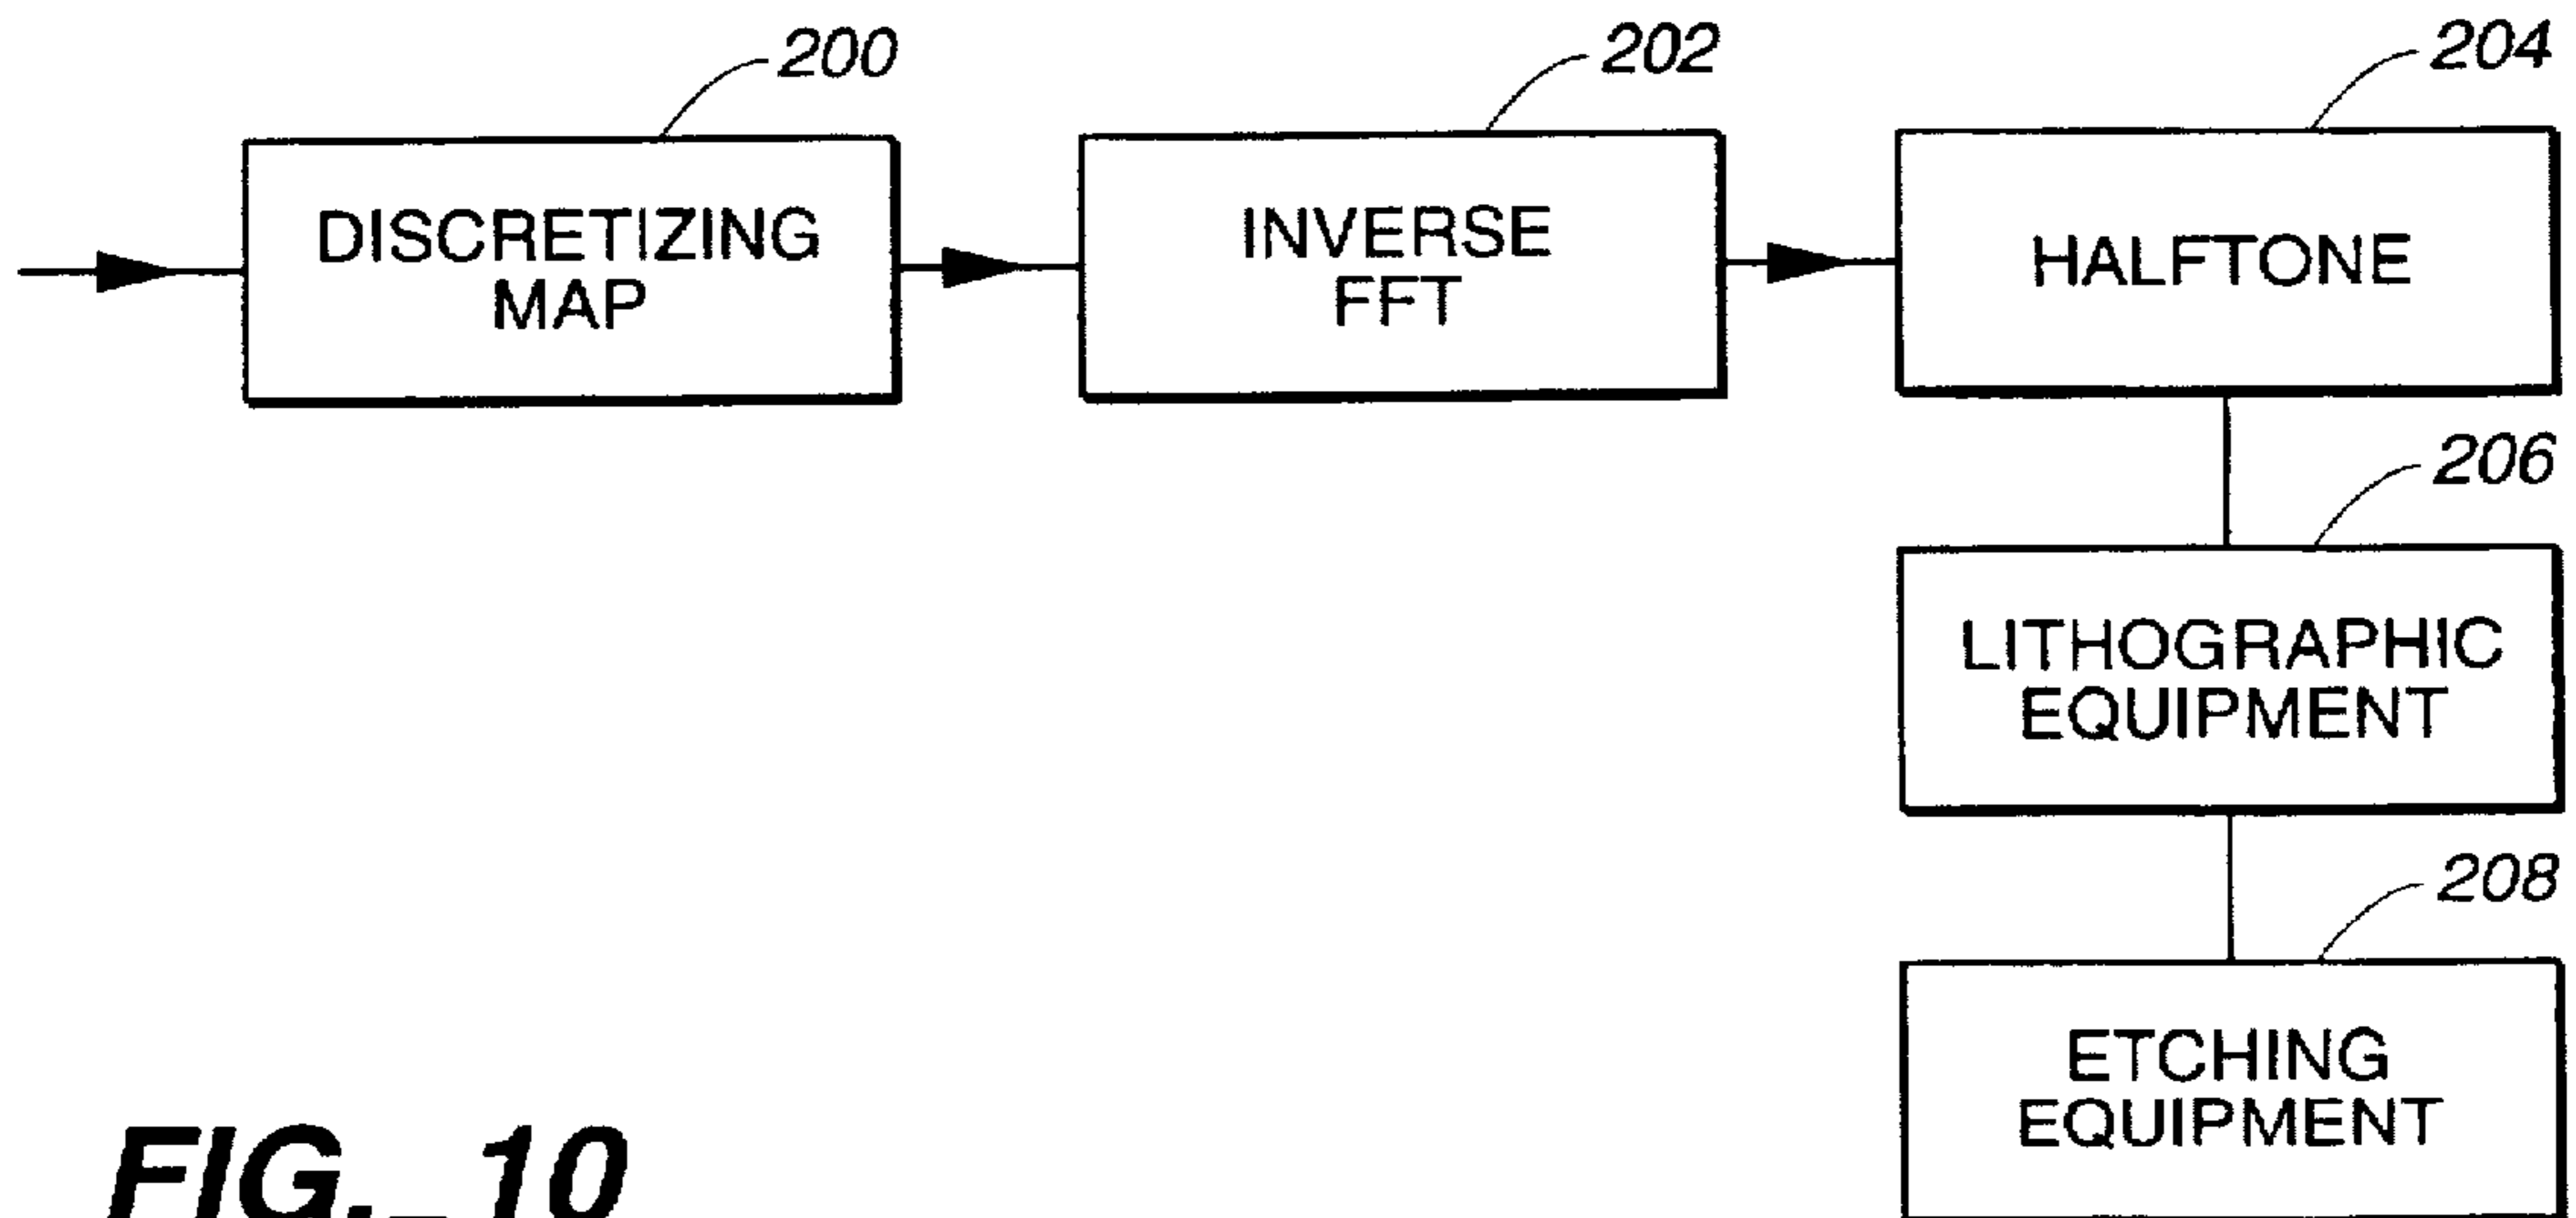 200
202
204
DISCRETIZING
MAP
INVERSE
FFT
HALFTONE
206
LITHOGRAPHIC
EQUIPMENT
208
ETCHING
EQUIPMENT
FIG._10